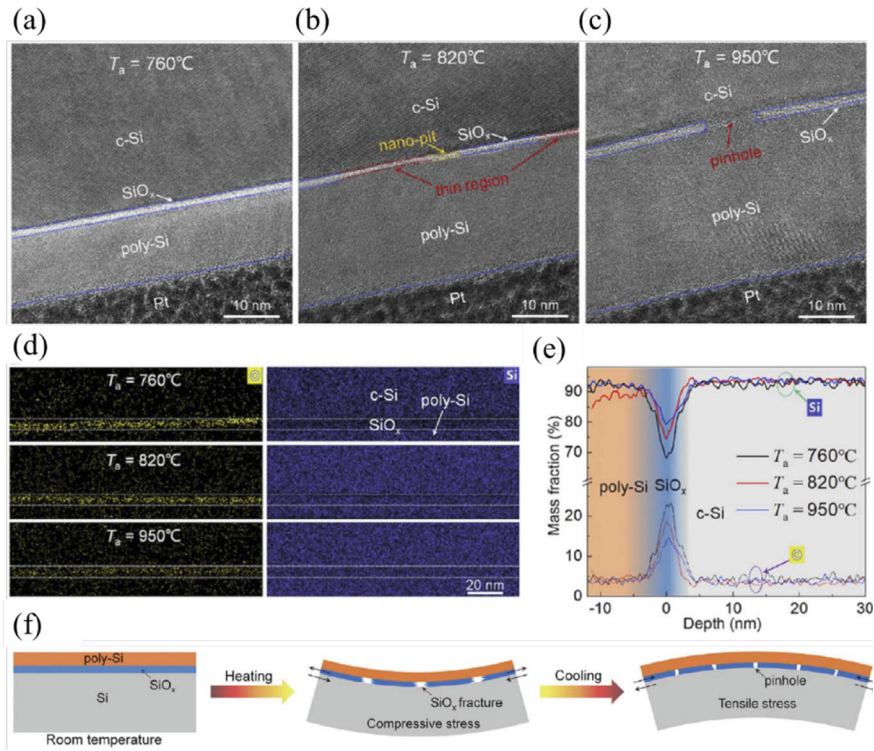 (a)
Tₐ = 760℃
c-Si
SiOₓ
poly-Si
Pt
10 nm
(b)
Tₐ = 820℃
c-Si
SiOₓ
nano-pit
thin region
poly-Si
Pt
10 nm
(c)
Tₐ = 950℃
c-Si
SiOₓ
pinhole
poly-Si
Pt
10 nm
(d)
Tₐ = 760℃
O
Si
c-Si
poly-Si
SiOₓ
Tₐ = 820℃
Tₐ = 950℃
20 nm
(e)
Mass fraction (%)
90
80
70
20
10
0
Si
poly-Si
SiOₓ
c-Si
Tₐ = 760℃
Tₐ = 820℃
Tₐ = 950℃
O
-10 0 10 20 30
Depth (nm)
(f)
poly-Si
SiOₓ
Si
Room temperature
Heating
SiOₓ fracture
Compressive stress
Cooling
pinhole
Tensile stress